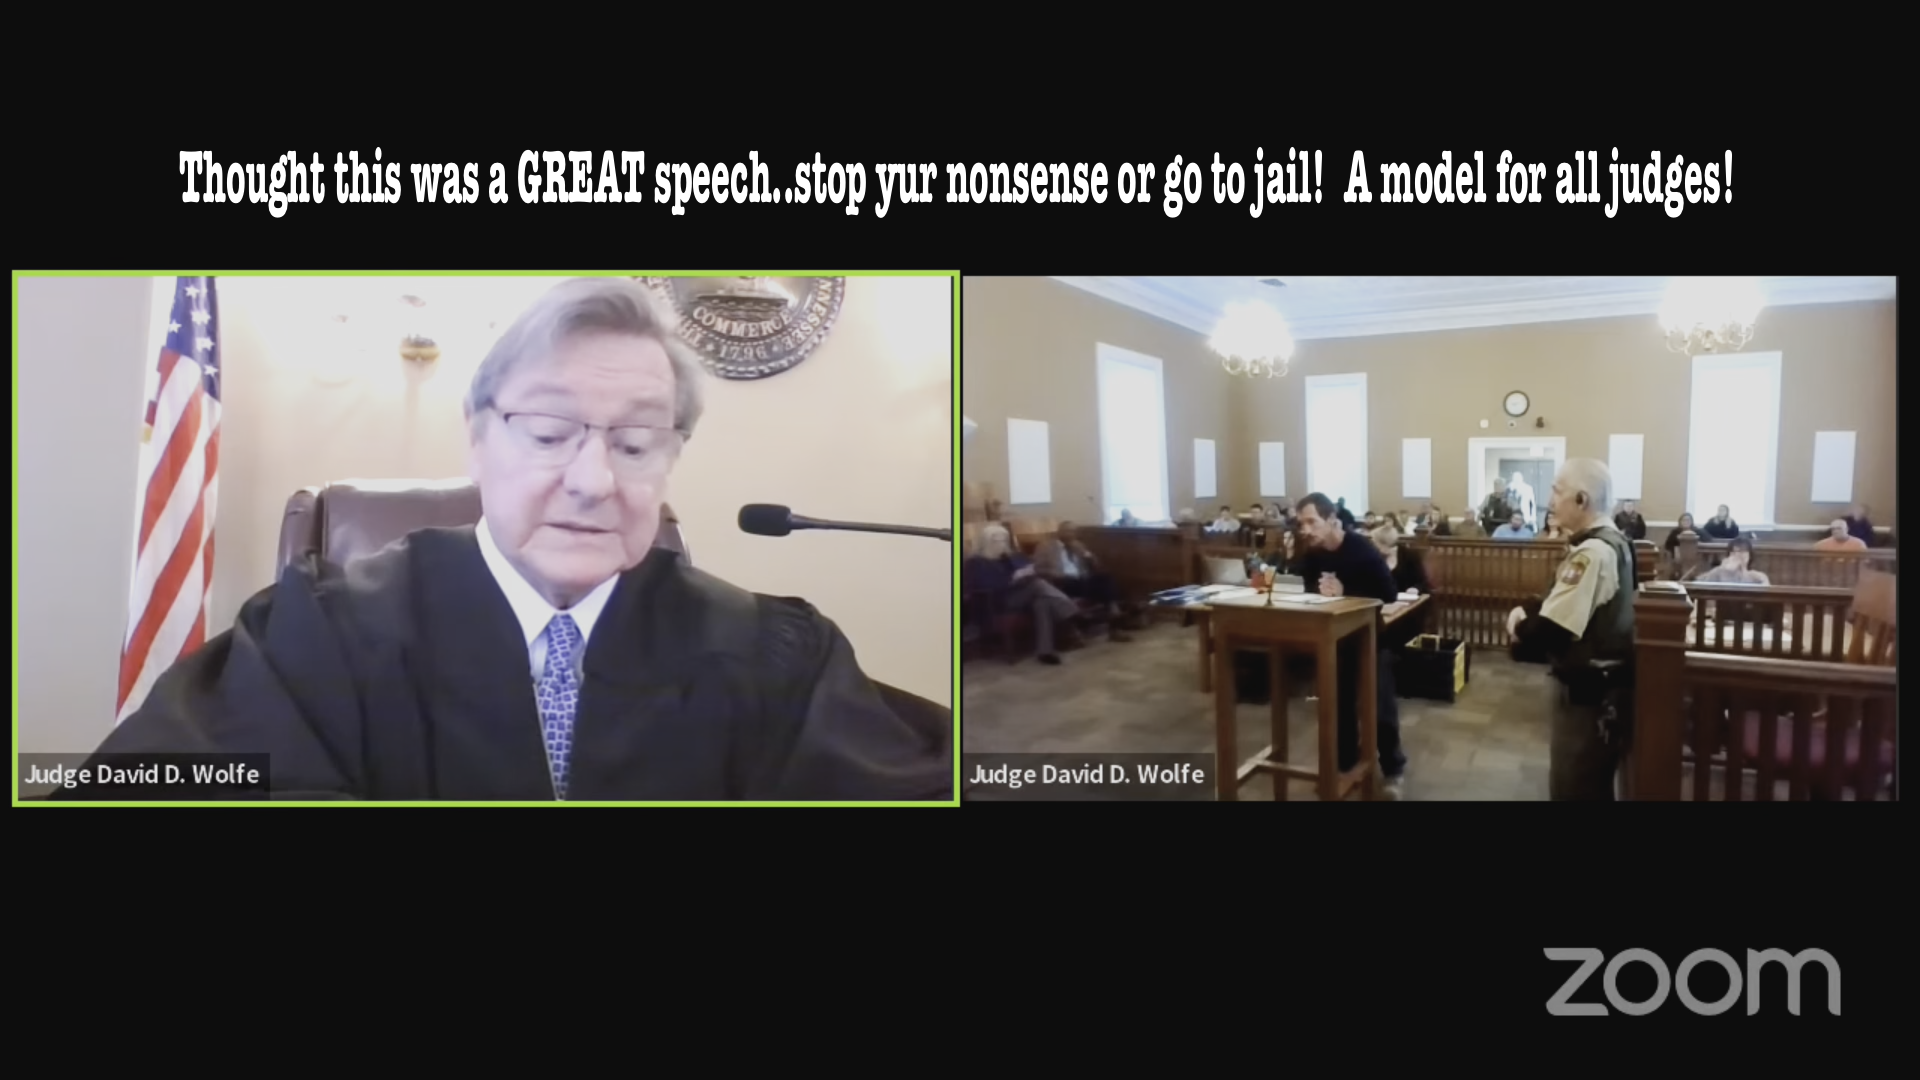 Thought this was a GREAT speech..stop yur nonsense or go to jail!  A model for all judges!
COMMERCE
1796
Judge David D. Wolfe
Judge David D. Wolfe
zoom